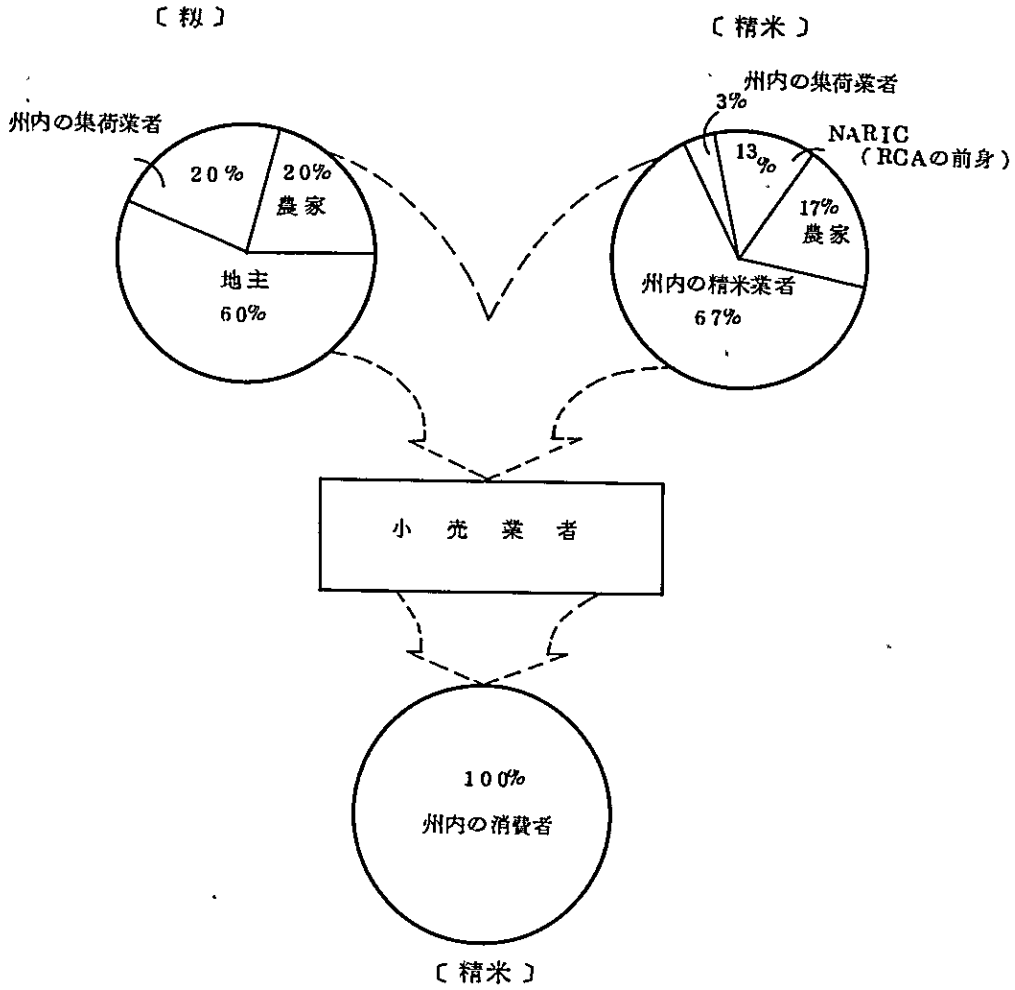 〔 籾 〕
州内の集荷業者
20%
20%
農家
地主
60%
〔 精米 〕
州内の集荷業者
3%
13%
NARIC
(RCAの前身)
17%
農家
州内の精米業者
67%
小売業者
100%
州内の消費者
〔 精米 〕